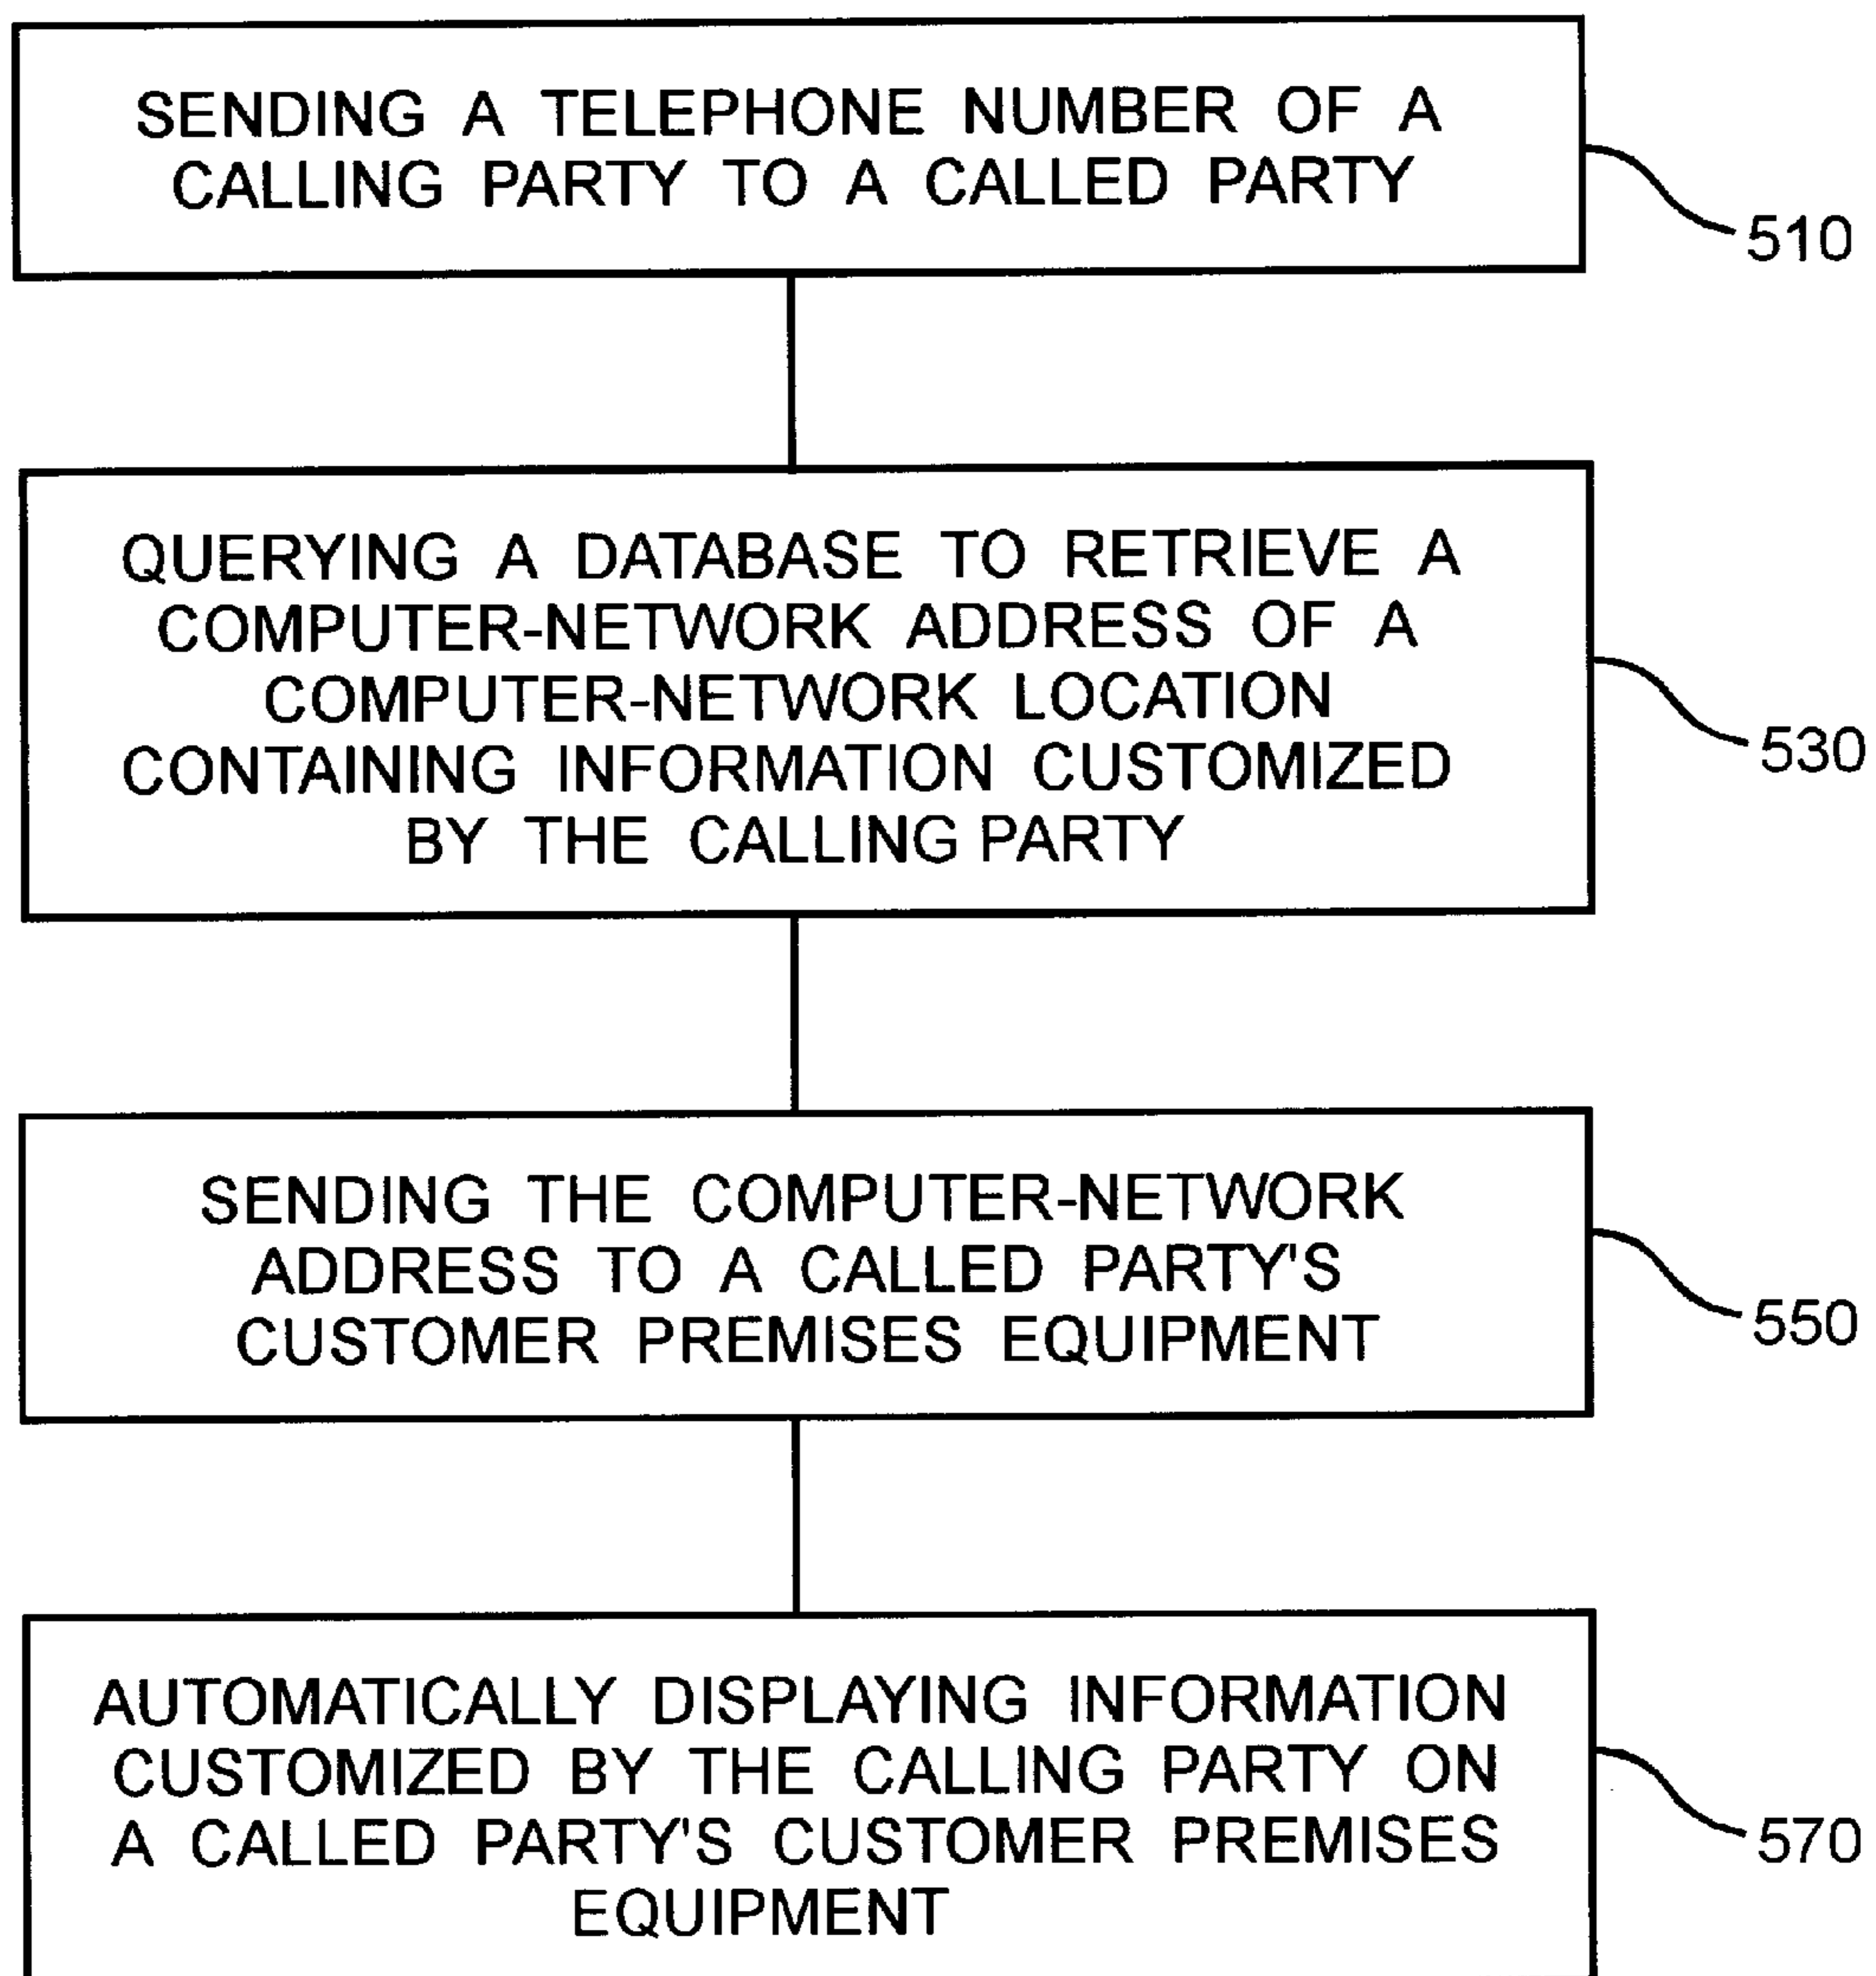 SENDING A TELEPHONE NUMBER OF A
CALLING PARTY TO A CALLED PARTY
510
QUERYING A DATABASE TO RETRIEVE A
COMPUTER-NETWORK ADDRESS OF A
COMPUTER-NETWORK LOCATION
CONTAINING INFORMATION CUSTOMIZED
BY THE CALLING PARTY
530
SENDING THE COMPUTER-NETWORK
ADDRESS TO A CALLED PARTY'S
CUSTOMER PREMISES EQUIPMENT
550
AUTOMATICALLY DISPLAYING INFORMATION
CUSTOMIZED BY THE CALLING PARTY ON
A CALLED PARTY'S CUSTOMER PREMISES
EQUIPMENT
570